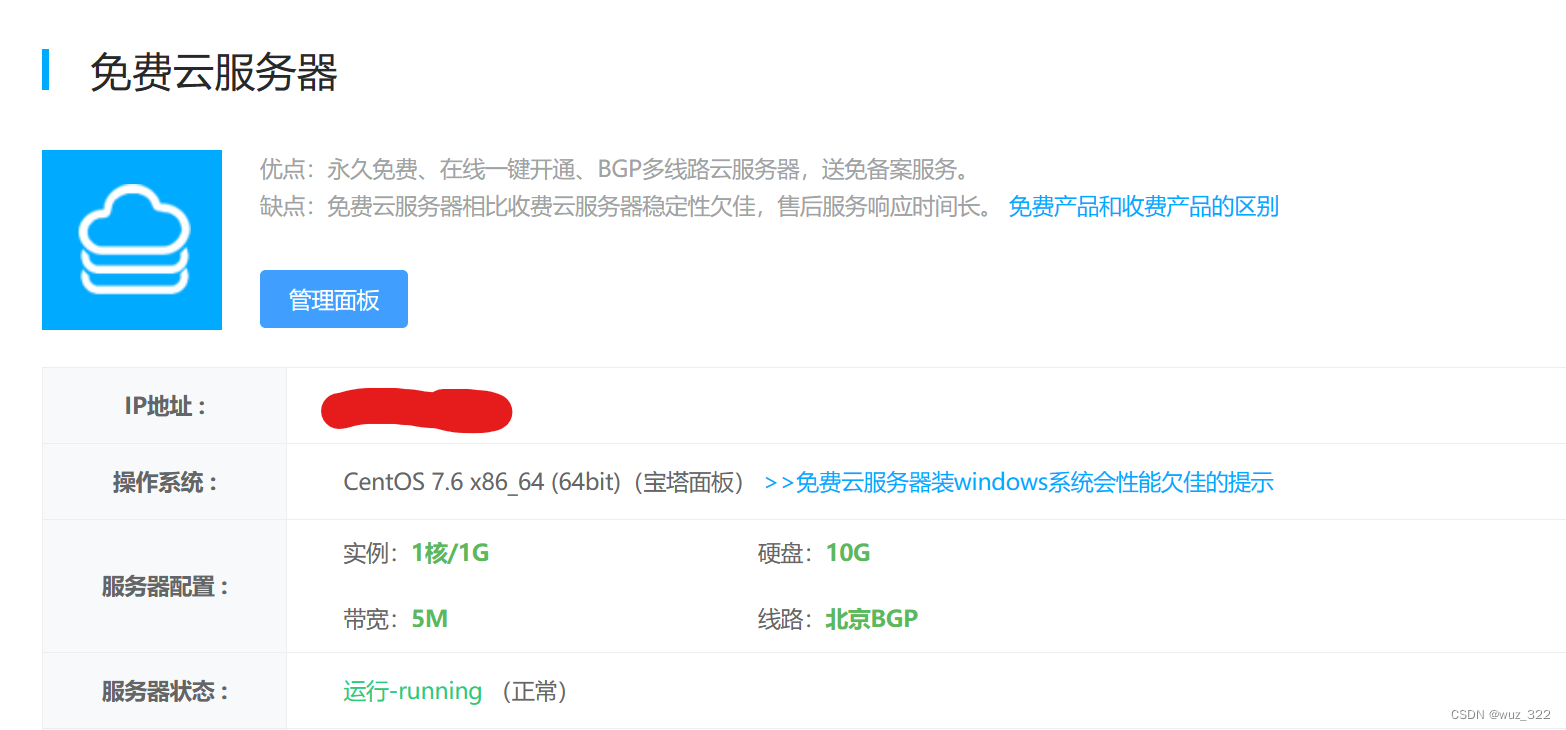 免费云服务器
优点：永久免费、在线一键开通、BGP多线路云服务器，送免备案服务。
缺点：免费云服务器相比收费云服务器稳定性欠佳，售后服务响应时间长。 免费产品和收费产品的区别
管理面板
IP地址：
操作系统： CentOS 7.6 x86_64 (64bit)（宝塔面板） >>免费云服务器装windows系统会性能欠佳的提示
服务器配置：
实例：1核/1G 硬盘：10G
带宽：5M 线路：北京BGP
服务器状态： 运行-running （正常）
CSDN @wuz_322